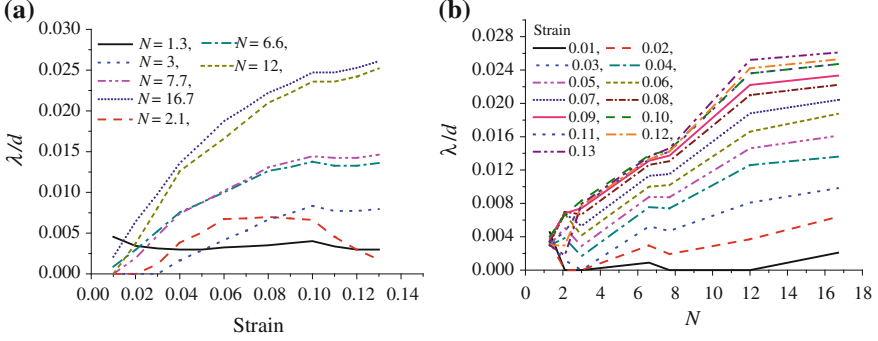 (a)
0.030
0.025
0.020
0.015
0.010
0.005
0.000
λ/d
N = 1.3,
N = 3,
N = 7.7,
N = 16.7
N = 2.1,
N = 6.6,
N = 12,
0.00 0.02 0.04 0.06 0.08 0.10 0.12 0.14
Strain
(b)
0.028
0.024
0.020
0.016
0.012
0.008
0.004
0.000
λ/d
Strain
0.01, 0.02,
0.03, 0.04,
0.05, 0.06,
0.07, 0.08,
0.09, 0.10,
0.11, 0.12,
0.13
0 2 4 6 8 10 12 14 16 18
N